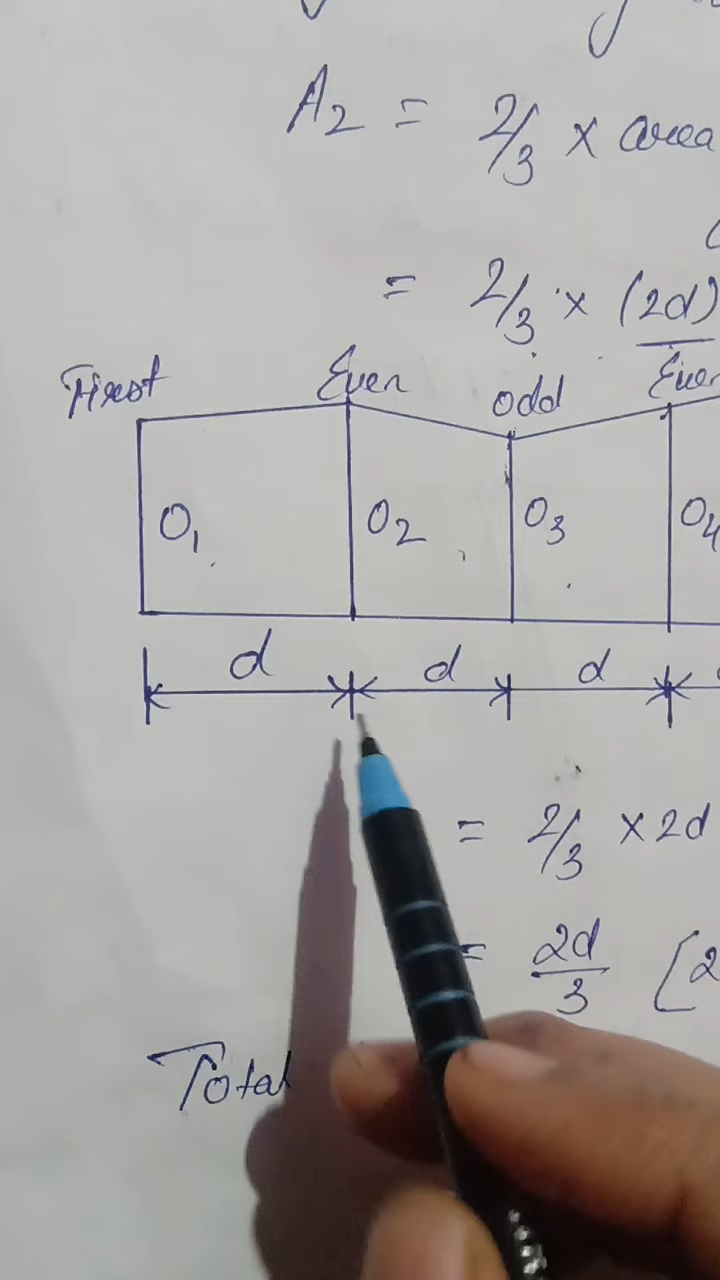 A2 = 2/3 × area
= 2/3 × (2d)
First Even odd Even
O1 O2 O3 O4
d d d
= 2/3 × 2d
= 2d/3 [2
Total